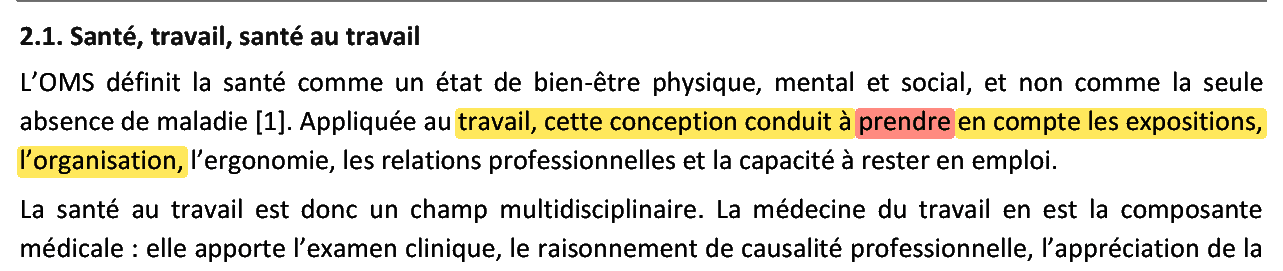 2.1. Santé, travail, santé au travail
L’OMS définit la santé comme un état de bien-être physique, mental et social, et non comme la seule
absence de maladie [1]. Appliquée au travail, cette conception conduit à prendre en compte les expositions,
l’organisation, l’ergonomie, les relations professionnelles et la capacité à rester en emploi.
La santé au travail est donc un champ multidisciplinaire. La médecine du travail en est la composante
médicale : elle apporte l’examen clinique, le raisonnement de causalité professionnelle, l’appréciation de la